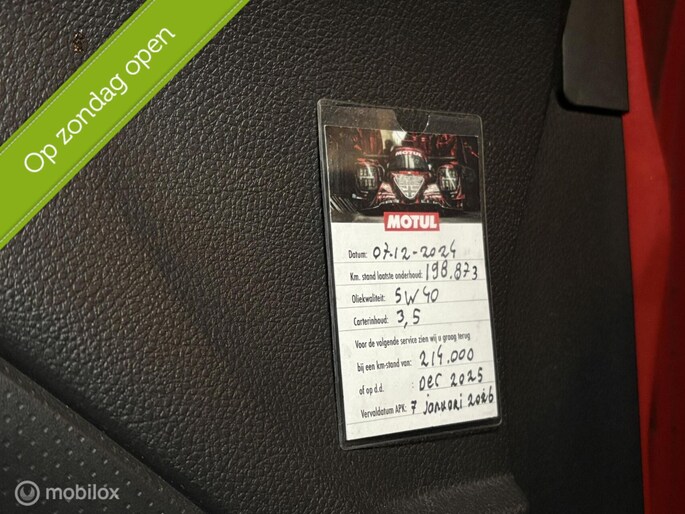 Op zondag open
MOTUL
Datum: 07-12-2024
Km. stand laatste onderhoud: 198.873
Oliekwaliteit: 5W40
Carterinhoud: 3,5
Voor de volgende service zien wij u graag terug
bij een km-stand van: 214.000
of op d.d. : DEC 2025
Vervaldatum APK: 7 januari 2026
mobilox